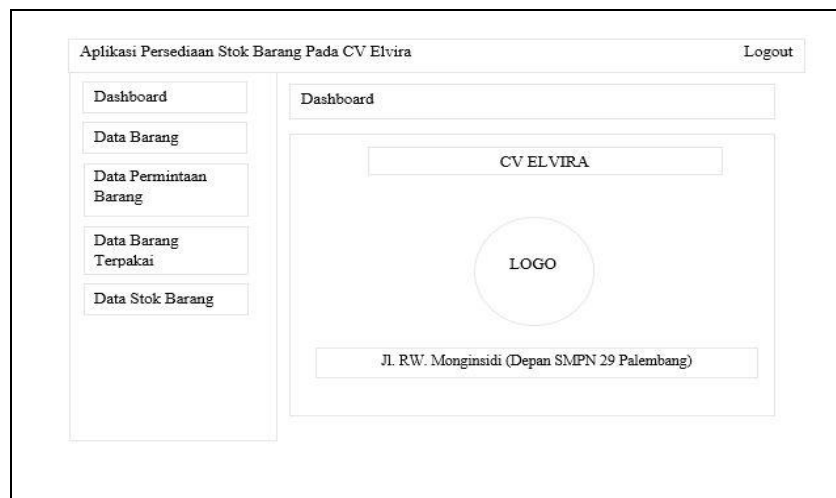 Aplikasi Persediaan Stok Barang Pada CV Elvira
Logout
Dashboard
Data Barang
Data Permintaan
Barang
Data Barang
Terpakai
Data Stok Barang
Dashboard
CV ELVIRA
LOGO
Jl. RW. Monginsidi (Depan SMPN 29 Palembang)